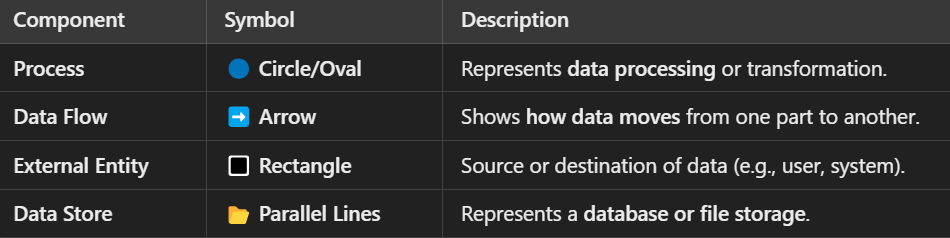 Component Symbol Description
Process Circle/Oval Represents data processing or transformation.
Data Flow Arrow Shows how data moves from one part to another.
External Entity Rectangle Source or destination of data (e.g., user, system).
Data Store Parallel Lines Represents a database or file storage.